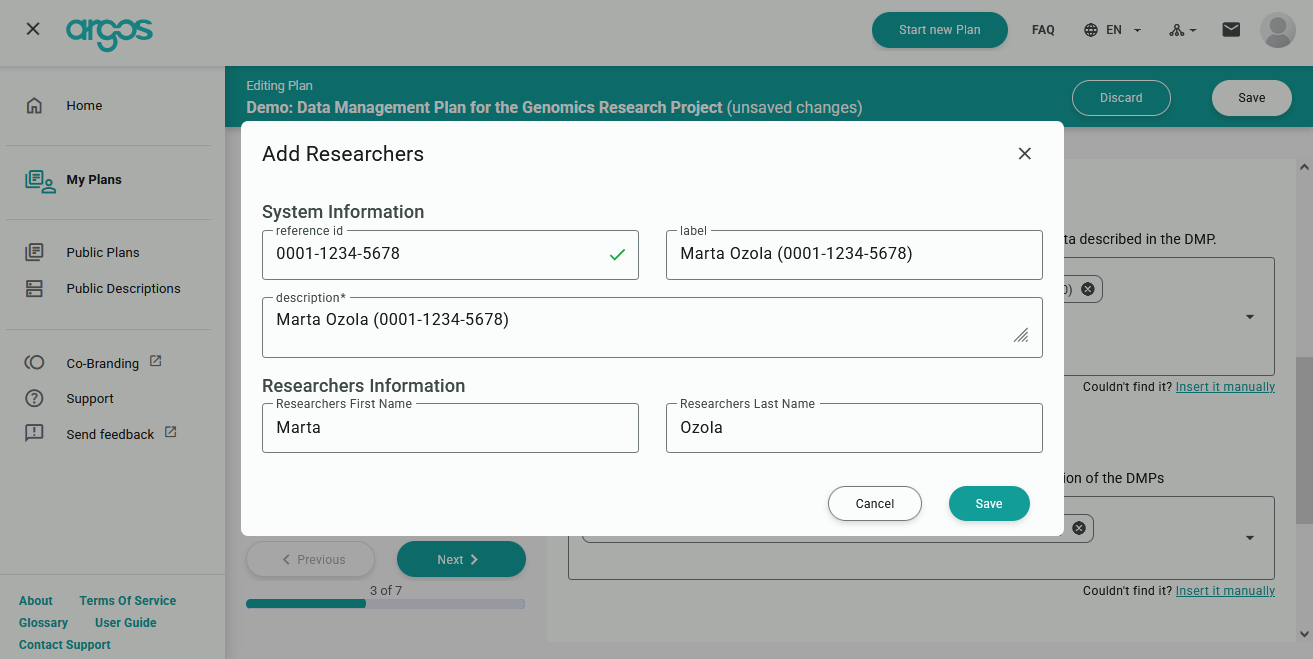 argos
Start new Plan
FAQ
EN
Home
My Plans
Public Plans
Public Descriptions
Co-Branding
Support
Send feedback
About Terms Of Service
Glossary User Guide
Contact Support
Editing Plan
Demo: Data Management Plan for the Genomics Research Project (unsaved changes)
Discard
Save
Add Researchers
System Information
reference id
0001-1234-5678
label
Marta Ozola (0001-1234-5678)
description*
Marta Ozola (0001-1234-5678)
Researchers Information
Researchers First Name
Marta
Researchers Last Name
Ozola
Cancel
Save
described in the DMP.
Couldn't find it? Insert it manually
of the DMPs
Couldn't find it? Insert it manually
Previous
Next
3 of 7